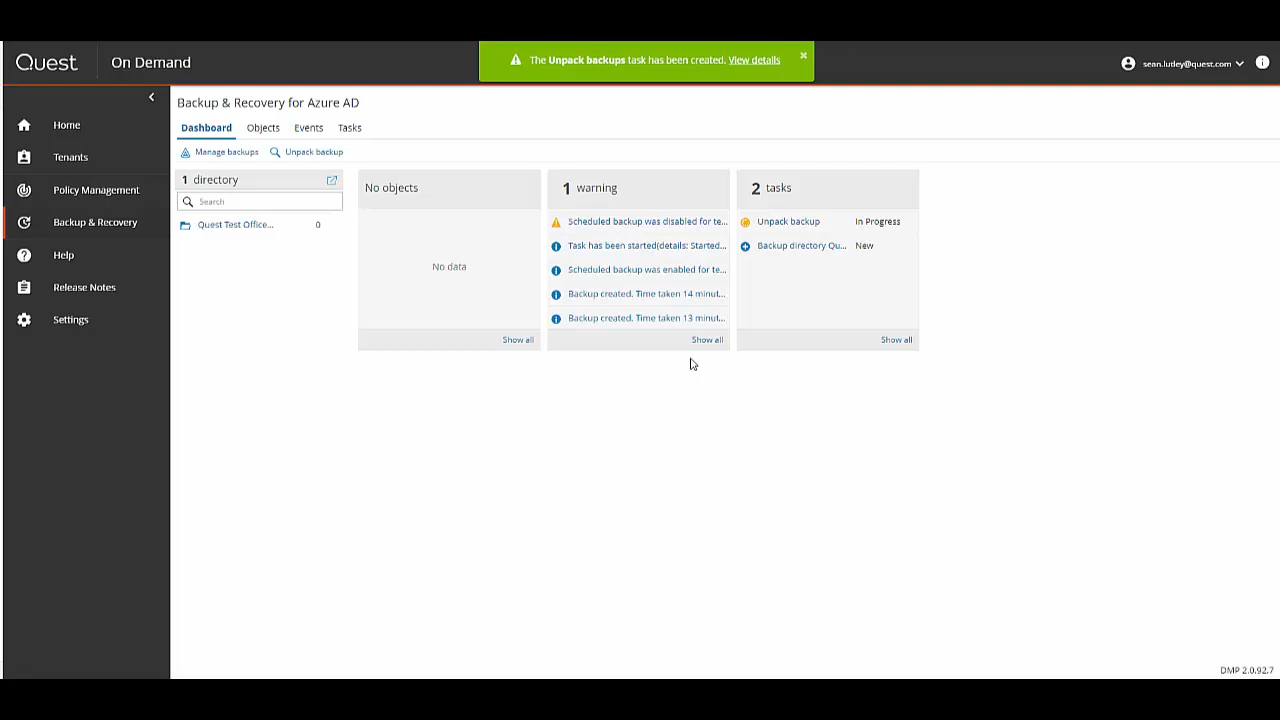 Quest
On Demand
The Unpack backups task has been created. View details
sean.ludey@quest.com
Home
Tenants
Policy Management
Backup & Recovery
Help
Release Notes
Settings
Backup & Recovery for Azure AD
Dashboard Objects Events Tasks
Manage backups Unpack backup
1 directory
Search
Quest Test Office... 0
No objects
No data
Show all
1 warning
Scheduled backup was disabled for te...
Task has been started(details: Started...
Scheduled backup was enabled for te...
Backup created. Time taken 14 minut...
Backup created. Time taken 13 minut...
Show all
2 tasks
Unpack backup In Progress
Backup directory Qu... New
Show all
DMP 2.0.92.7